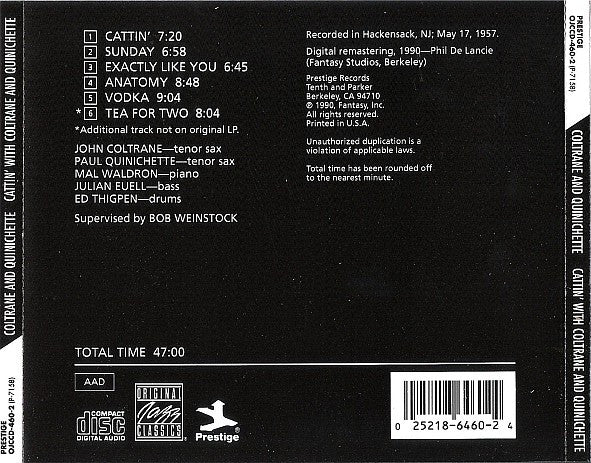 PRESTIGE
OJCCD-460-2 (P-7158)
COLTRANE AND QUINICHETTE CATTIN' WITH COLTRANE AND QUINICHETTE
1 CATTIN' 7:20
2 SUNDAY 6:58
3 EXACTLY LIKE YOU 6:45
4 ANATOMY 8:48
5 VODKA 9:04
*6 TEA FOR TWO 8:04
*Additional track not on original LP.
JOHN COLTRANE—tenor sax
PAUL QUINICHETTE—tenor sax
MAL WALDRON—piano
JULIAN EUELL—bass
ED THIGPEN—drums
Supervised by BOB WEINSTOCK
Recorded in Hackensack, NJ; May 17, 1957.
Digital remastering, 1990—Phil De Lancie
(Fantasy Studios, Berkeley)
Prestige Records
Tenth and Parker
Berkeley, CA 94710
℗ 1990, Fantasy, Inc.
All rights reserved.
Printed in U.S.A.
Unauthorized duplication is a
violation of applicable laws.
Total time has been rounded off
to the nearest minute.
TOTAL TIME 47:00
AAD
COMPACT
disc
DIGITAL AUDIO
ORIGINAL
Jazz
CLASSICS
Prestige
0 25218-6460-2 4
PRESTIGE
OJCCD-460-2 (P-7158)
COLTRANE AND QUINICHETTE CATTIN' WITH COLTRANE AND QUINICHETTE